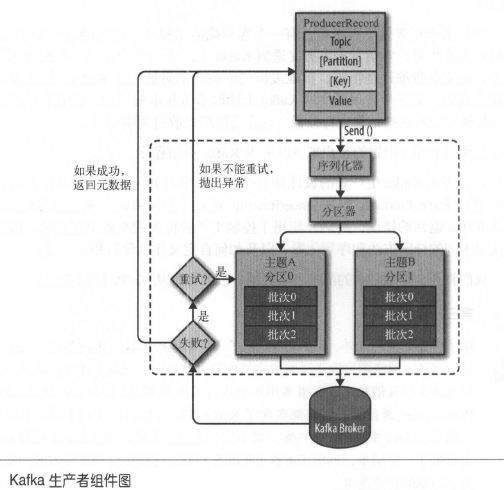 ProducerRecord
Topic
[Partition]
[Key]
Value
Send ()
如果成功,
返回元数据
如果不能重试,
抛出异常
序列化器
分区器
重试?
是
主题A
分区0
批次0
批次1
批次2
主题B
分区1
批次0
批次1
批次2
是
失败?
Kafka Broker
Kafka 生产者组件图